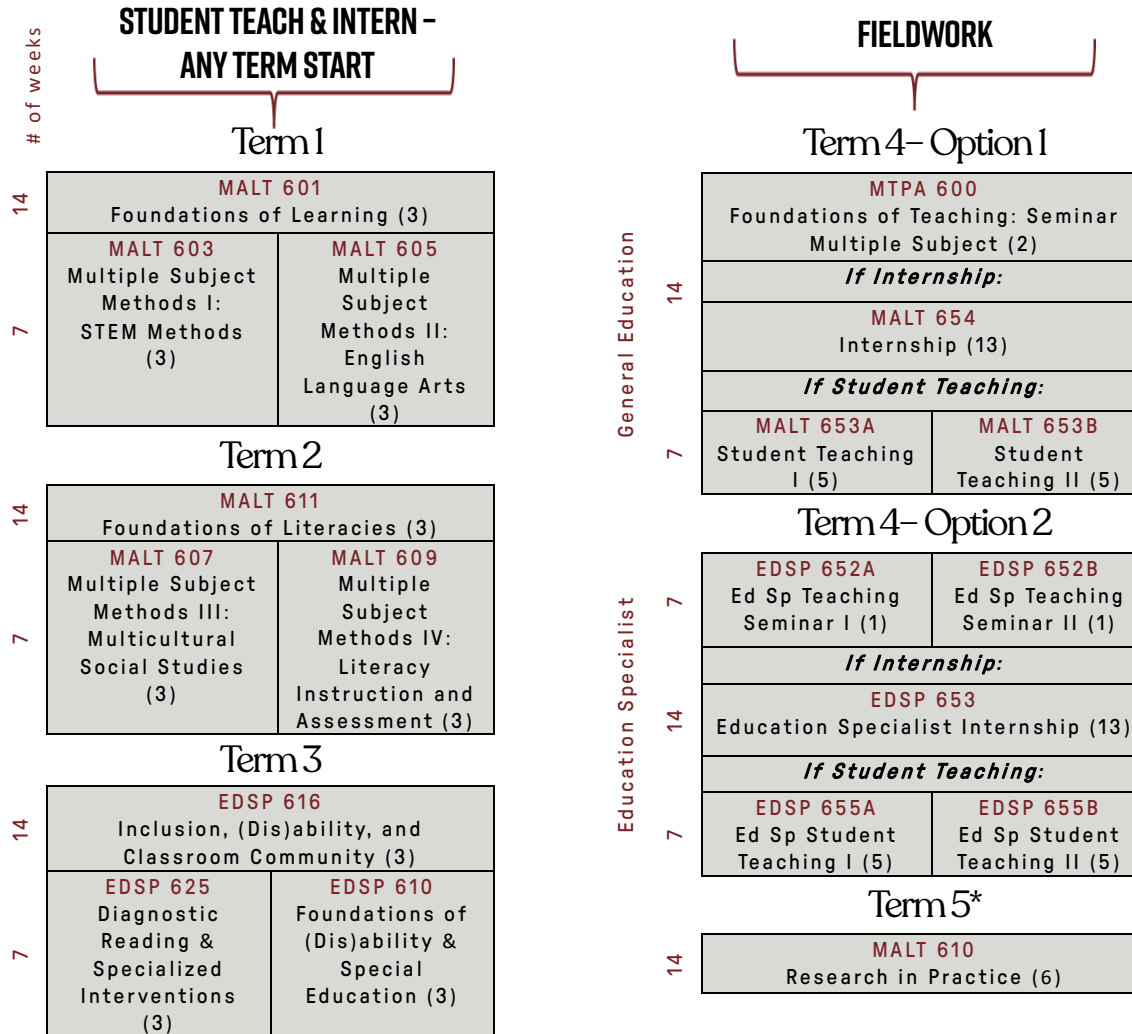 # of weeks
STUDENT TEACH & INTERN –
ANY TERM START
Term 1
14
MALT 601
Foundations of Learning (3)
7
MALT 603
Multiple Subject
Methods I:
STEM Methods
(3)
MALT 605
Multiple
Subject
Methods II:
English
Language Arts
(3)
Term 2
14
MALT 611
Foundations of Literacies (3)
7
MALT 607
Multiple Subject
Methods III:
Multicultural
Social Studies
(3)
MALT 609
Multiple
Subject
Methods IV:
Literacy
Instruction and
Assessment (3)
Term 3
14
EDSP 616
Inclusion, (Dis)ability, and
Classroom Community (3)
7
EDSP 625
Diagnostic
Reading &
Specialized
Interventions
(3)
EDSP 610
Foundations of
(Dis)ability &
Special
Education (3)
FIELDWORK
Term 4– Option 1
General Education
14
MTPA 600
Foundations of Teaching: Seminar
Multiple Subject (2)
If Internship:
MALT 654
Internship (13)
If Student Teaching:
7
MALT 653A
Student Teaching
I (5)
MALT 653B
Student
Teaching II (5)
Term 4– Option 2
Education Specialist
7
EDSP 652A
Ed Sp Teaching
Seminar I (1)
EDSP 652B
Ed Sp Teaching
Seminar II (1)
If Internship:
14
EDSP 653
Education Specialist Internship (13)
If Student Teaching:
7
EDSP 655A
Ed Sp Student
Teaching I (5)
EDSP 655B
Ed Sp Student
Teaching II (5)
Term 5*
14
MALT 610
Research in Practice (6)